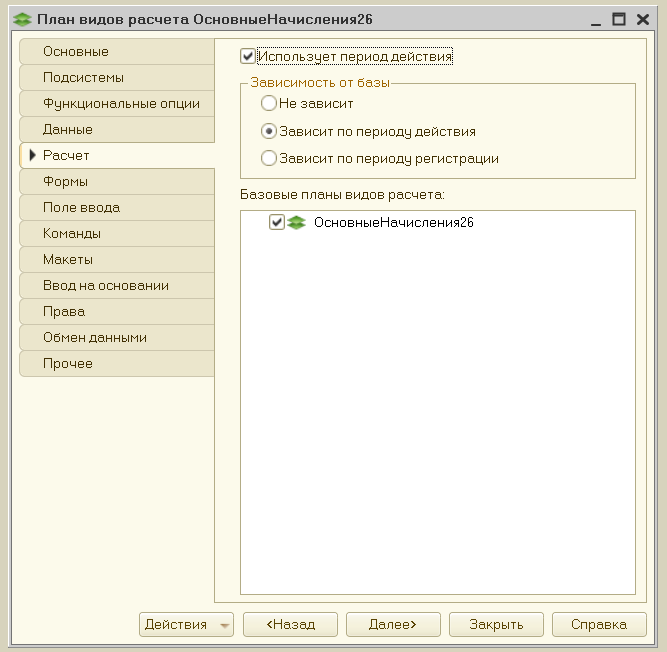 План видов расчета ОсновныеНачисления26
Основные
Подсистемы
Функциональные опции
Данные
Расчет
Формы
Поле ввода
Команды
Макеты
Ввод на основании
Права
Обмен данными
Прочее
Использует период действия
Зависимость от базы
Не зависит
Зависит по периоду действия
Зависит по периоду регистрации
Базовые планы видов расчета:
ОсновныеНачисления26
Действия
<Назад
Далее>
Закрыть
Справка